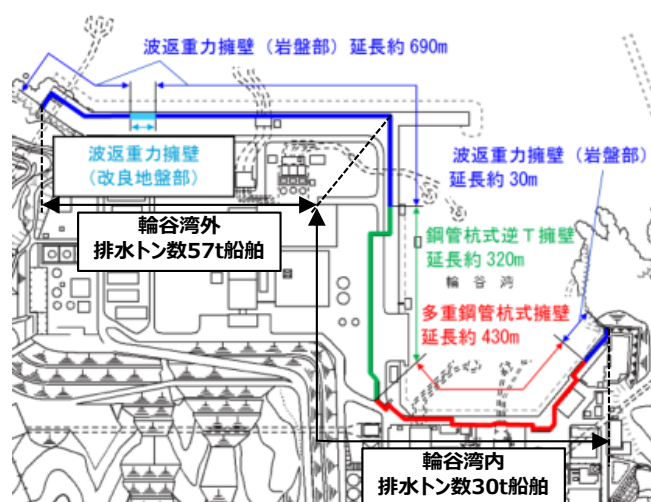 波返重力擁壁（岩盤部）延長約 690m
波返重力擁壁
（改良地盤部）
波返重力擁壁（岩盤部）
延長約 30m
輪谷湾外
排水トン数57t船舶
鋼管杭式逆Ｔ擁壁
延長約 320m
輪 谷 湾
多重鋼管杭式擁壁
延長約 430m
輪谷湾内
排水トン数30t船舶